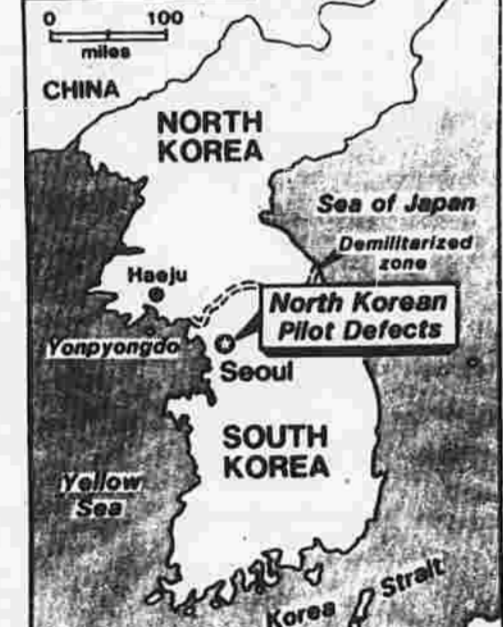 0 100
miles
CHINA
NORTH
KOREA
Sea of Japan
Demilitarized
zone
Haeju
North Korean
Pilot Defects
Yonpyongdo
Seoul
SOUTH
KOREA
Yellow
Sea
Korea Strait